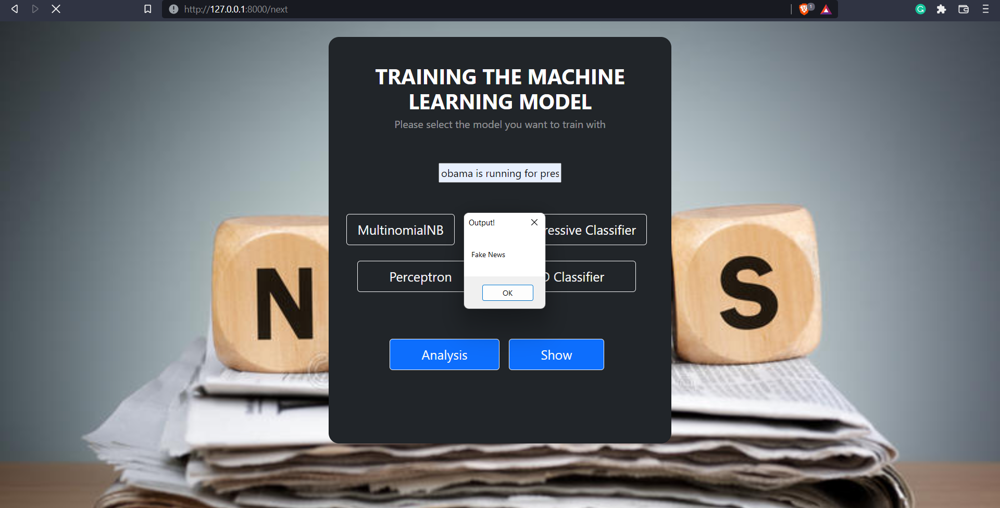 http://127.0.0.1:8000/next
1
TRAINING THE MACHINE
LEARNING MODEL
Please select the model you want to train with
obama is running for pres
MultinomialNB
ressive Classifier
Output!
Fake News
OK
Perceptron
Classifier
Analysis
Show
N
S